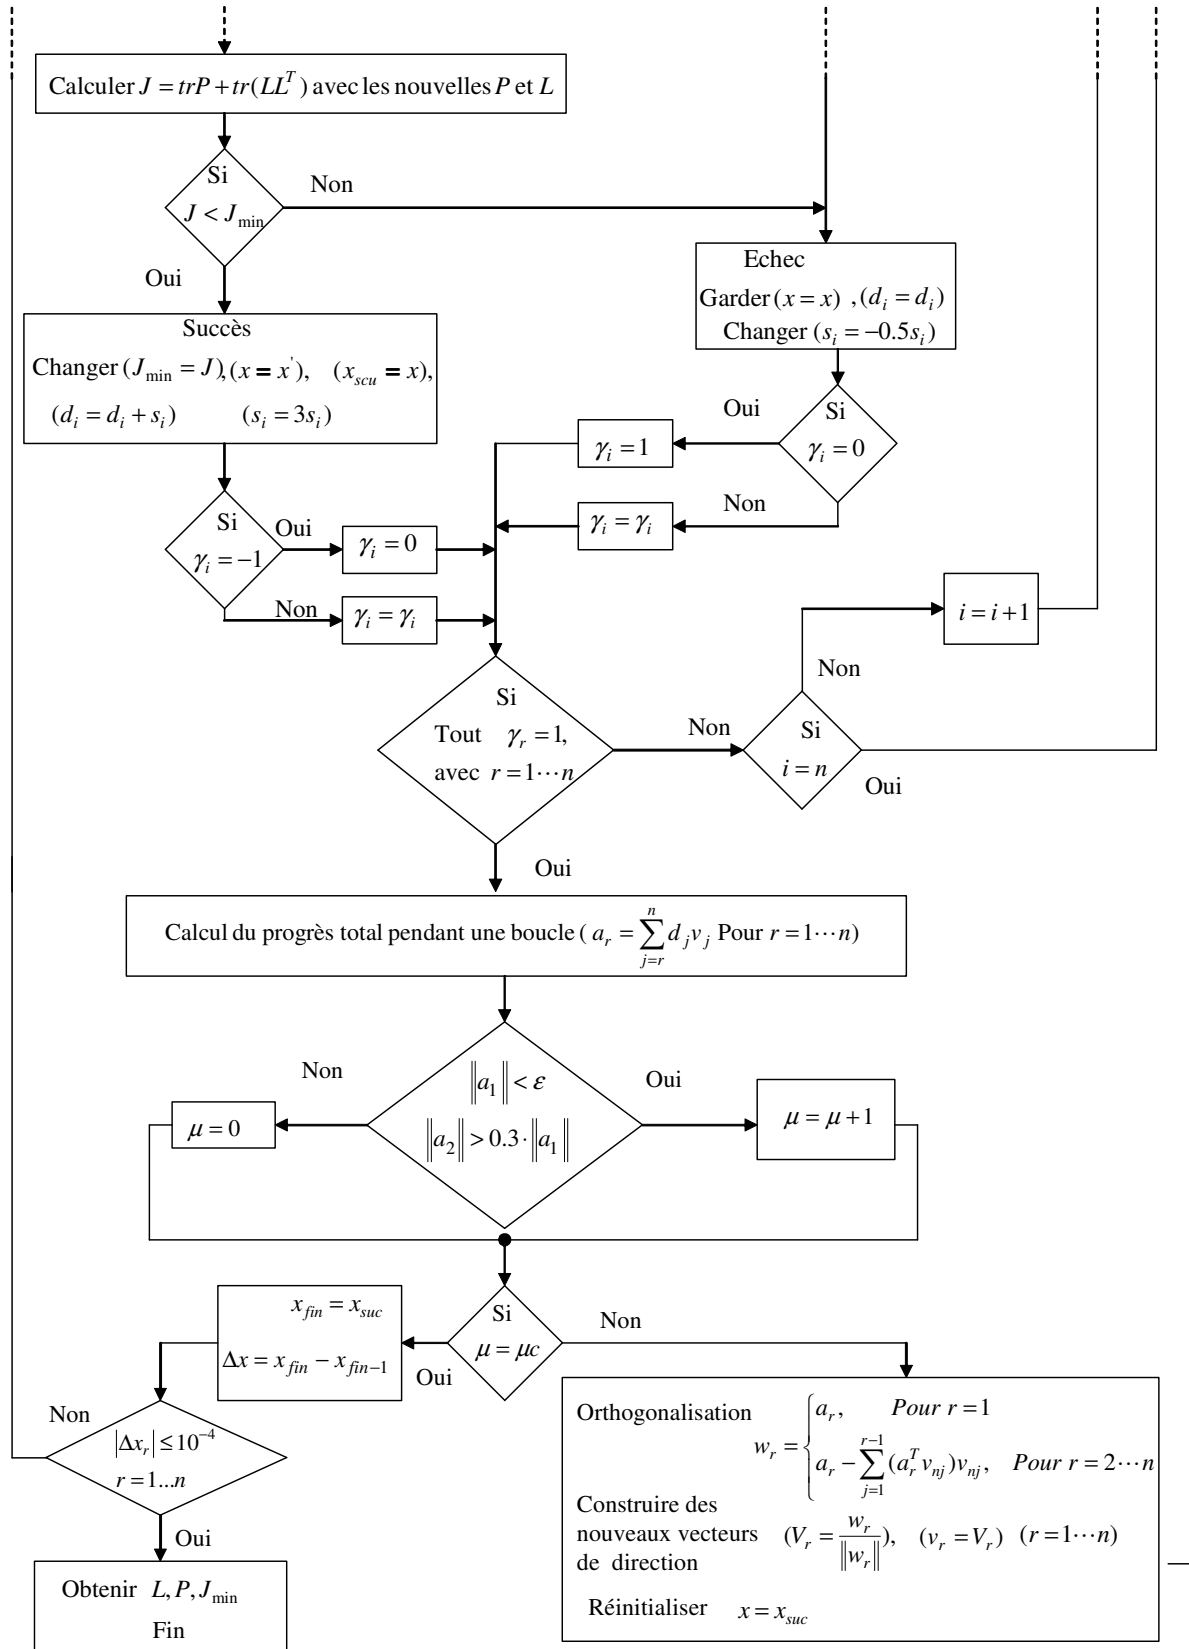 Calculer J = trP + tr(LL^T) avec les nouvelles P et L
Si
J < J_min
Non
Oui
Echec
Garder (x = x) , (d_i = d_i)
Changer (s_i = −0.5s_i)
Succès
Changer (J_min = J), (x = x'), (x_scu = x),
(d_i = d_i + s_i) (s_i = 3s_i)
Si
γ_i = 0
Oui
γ_i = 1
Non
γ_i = γ_i
Si
γ_i = −1
Oui
γ_i = 0
Non
γ_i = γ_i
i = i + 1
Non
Si
Tout γ_r = 1,
avec r = 1⋯n
Non
Si
i = n
Oui
Oui
Calcul du progrès total pendant une boucle ( a_r = ∑_{j=r}^{n} d_j v_j Pour r = 1⋯n)
Non
‖a_1‖ < ε
‖a_2‖ > 0.3·‖a_1‖
Oui
μ = 0
μ = μ + 1
x_fin = x_suc
Δx = x_fin − x_fin−1
Si
μ = μc
Non
Oui
Non
|Δx_r| ≤ 10^−4
r = 1...n
Oui
Orthogonalisation
w_r = { a_r, Pour r = 1
a_r − ∑_{j=1}^{r−1} (a_r^T v_nj)v_nj, Pour r = 2⋯n
Construire des
nouveaux vecteurs
de direction
(V_r = w_r / ‖w_r‖), (v_r = V_r) (r = 1⋯n)
Réinitialiser x = x_suc
Obtenir L, P, J_min
Fin